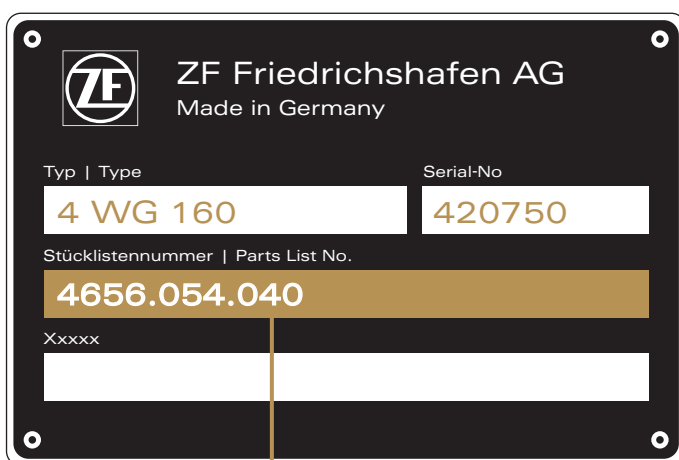 ZF
ZF Friedrichshafen AG
Made in Germany
Typ | Type
Serial-No
4 WG 160
420750
Stücklistennummer | Parts List No.
4656.054.040
Xxxxx